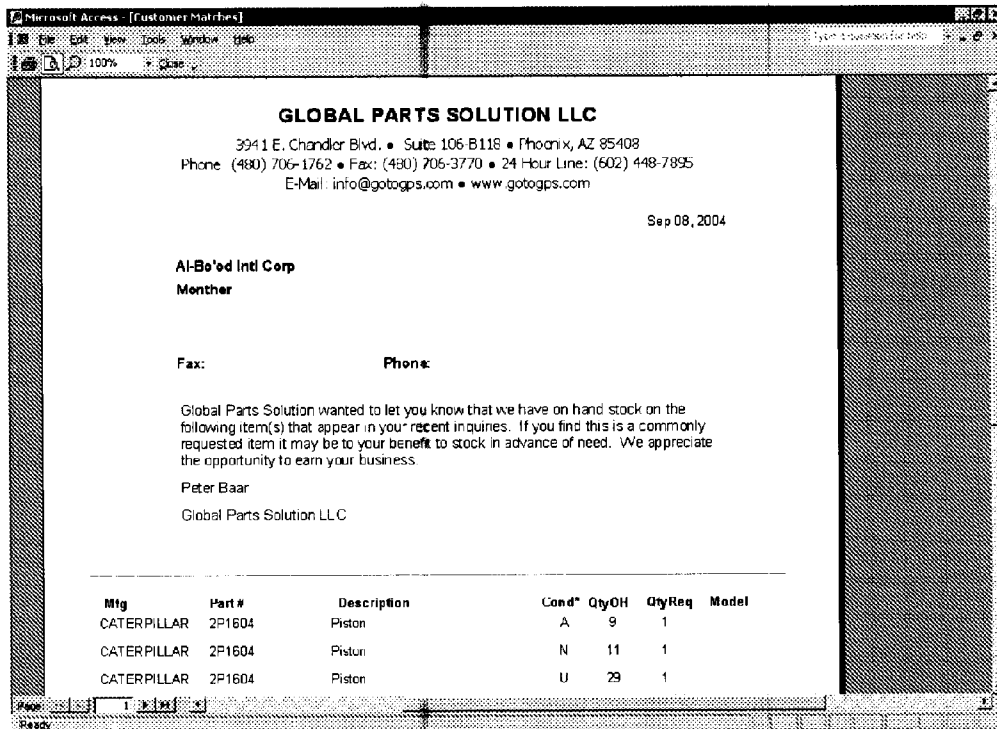 Microsoft Access - [Customer Matches]
File Edit View Tools Window Help
100% Close
GLOBAL PARTS SOLUTION LLC
3941 E. Chandler Blvd. • Suite 106-B118 • Phoenix, AZ 85408
Phone (480) 706-1762 • Fax: (480) 706-3770 • 24 Hour Line: (602) 448-7895
E-Mail: info@gotogps.com • www.gotogps.com
Sep 08, 2004
Al-Bo'od Intl Corp
Monther
Fax: Phone:
Global Parts Solution wanted to let you know that we have on hand stock on the
following item(s) that appear in your recent inquiries. If you find this is a commonly
requested item it may be to your benefit to stock in advance of need. We appreciate
the opportunity to earn your business.
Peter Baar
Global Parts Solution LLC
Mfg Part # Description Cond* QtyOH QtyReq Model
CATERPILLAR 2P1604 Piston A 9 1
CATERPILLAR 2P1604 Piston N 11 1
CATERPILLAR 2P1604 Piston U 29 1
Page: 1
Ready